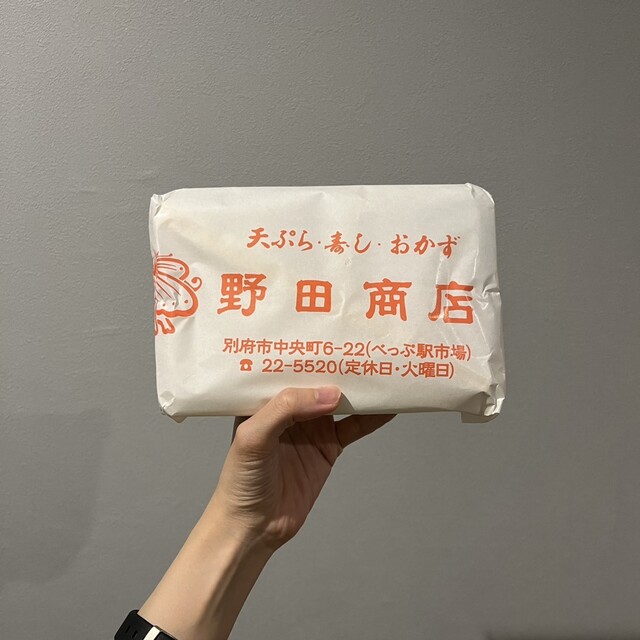 天ぷら・寿し・おかず
野田商店
別府市中央町6-22(べっぷ駅市場)
☎ 22-5520(定休日・火曜日)